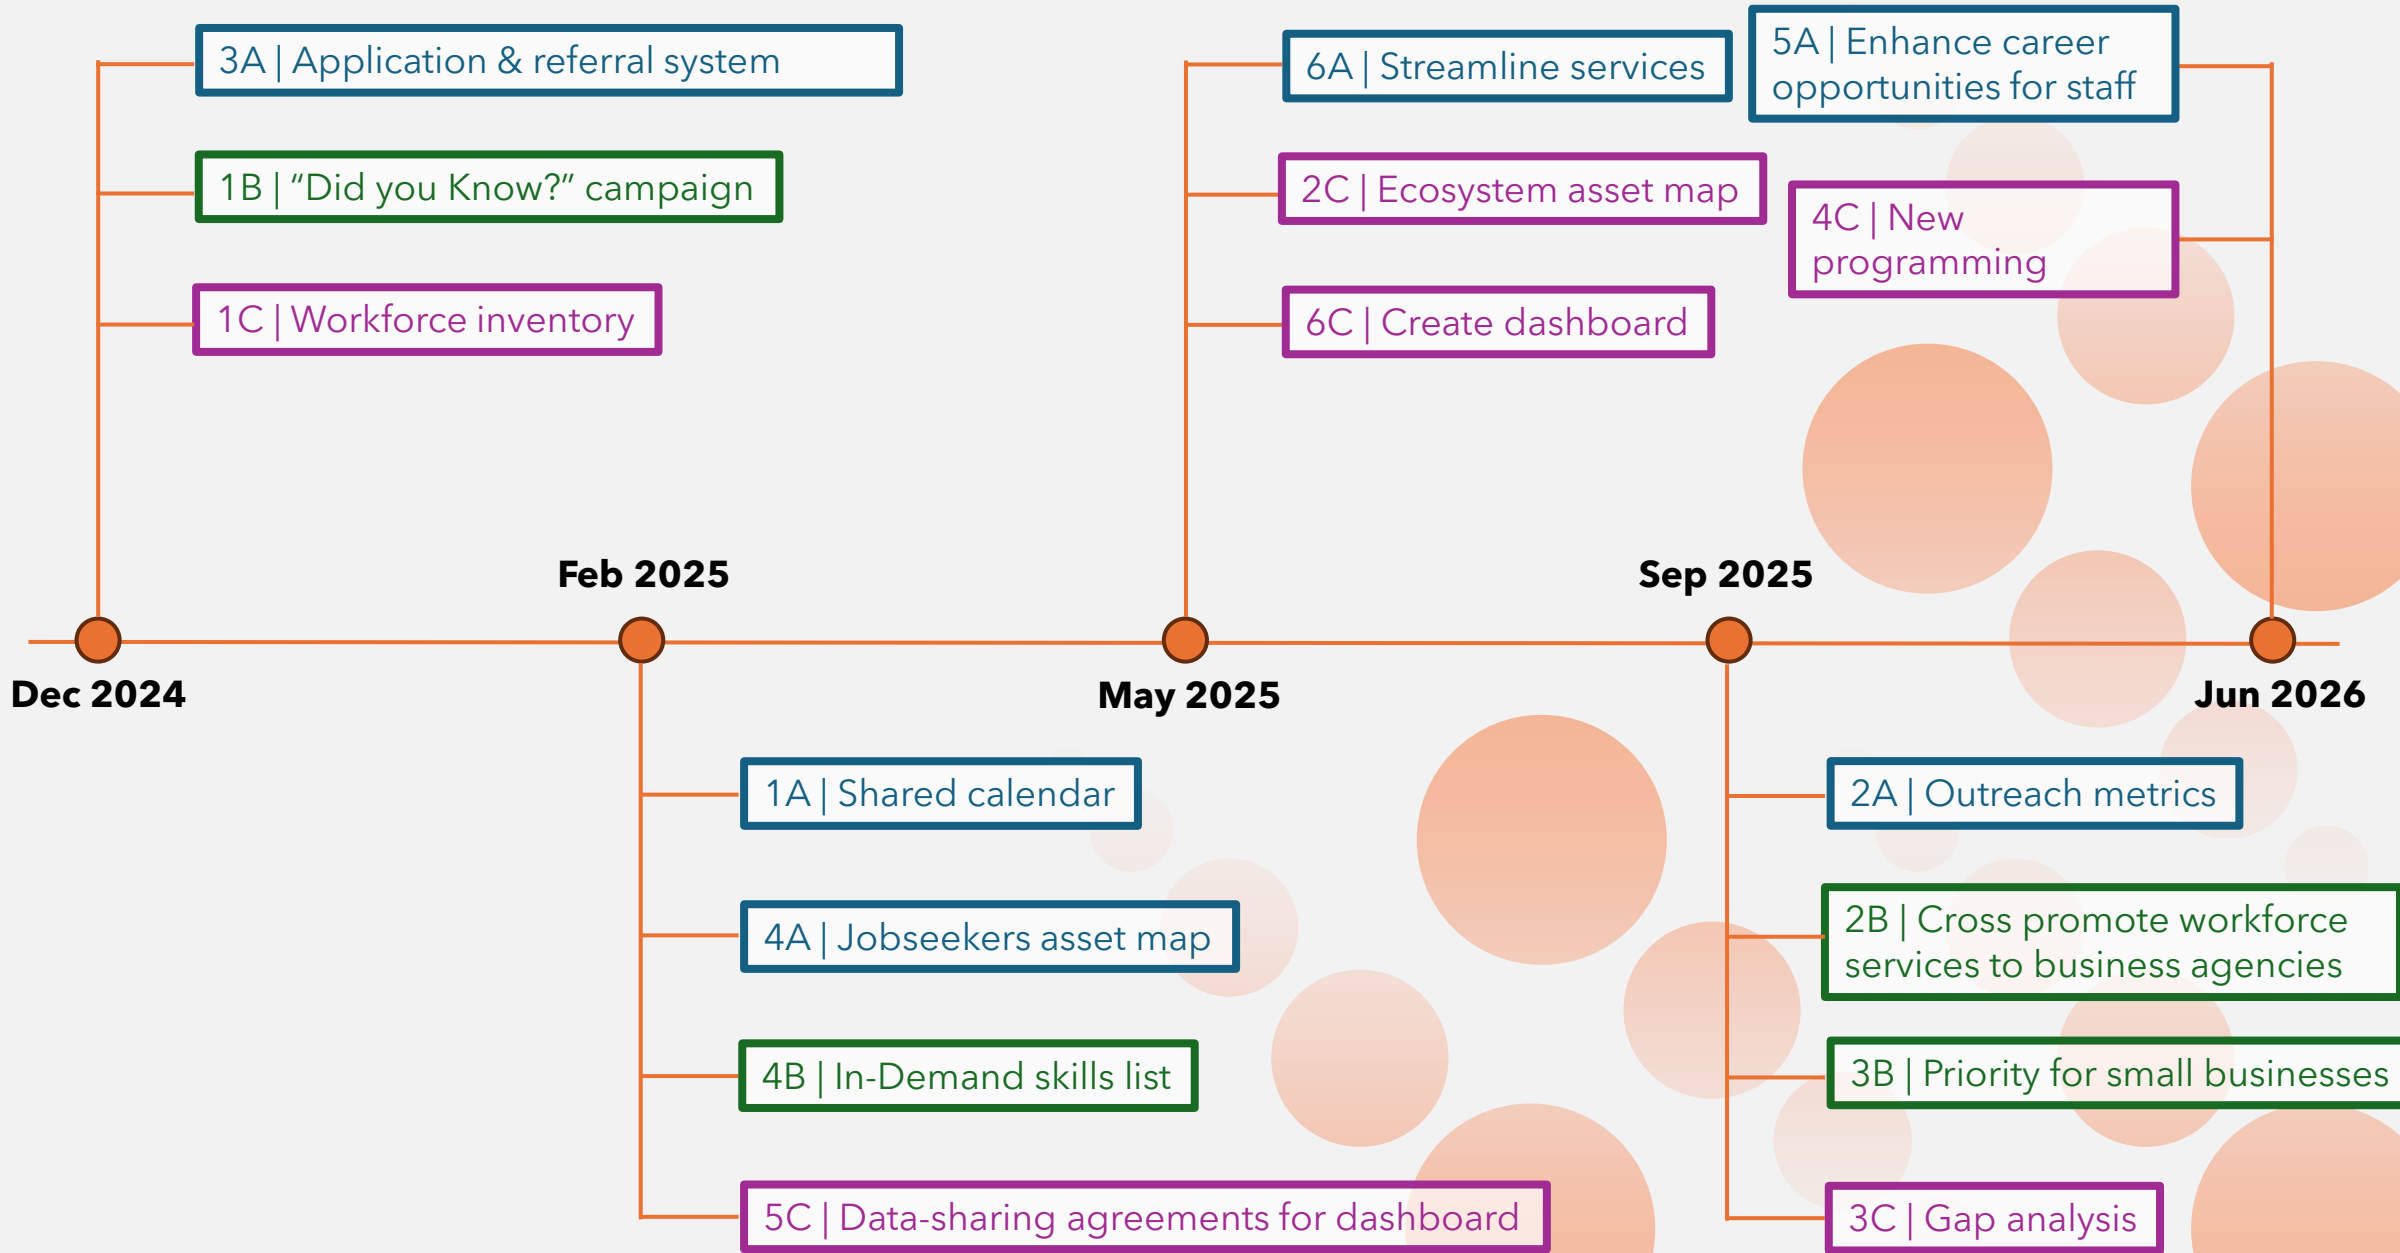 3A | Application & referral system
1B | “Did you Know?” campaign
1C | Workforce inventory
6A | Streamline services
2C | Ecosystem asset map
6C | Create dashboard
5A | Enhance career
opportunities for staff
4C | New
programming
Dec 2024
Feb 2025
May 2025
Sep 2025
Jun 2026
1A | Shared calendar
4A | Jobseekers asset map
4B | In-Demand skills list
5C | Data-sharing agreements for dashboard
2A | Outreach metrics
2B | Cross promote workforce
services to business agencies
3B | Priority for small businesses
3C | Gap analysis